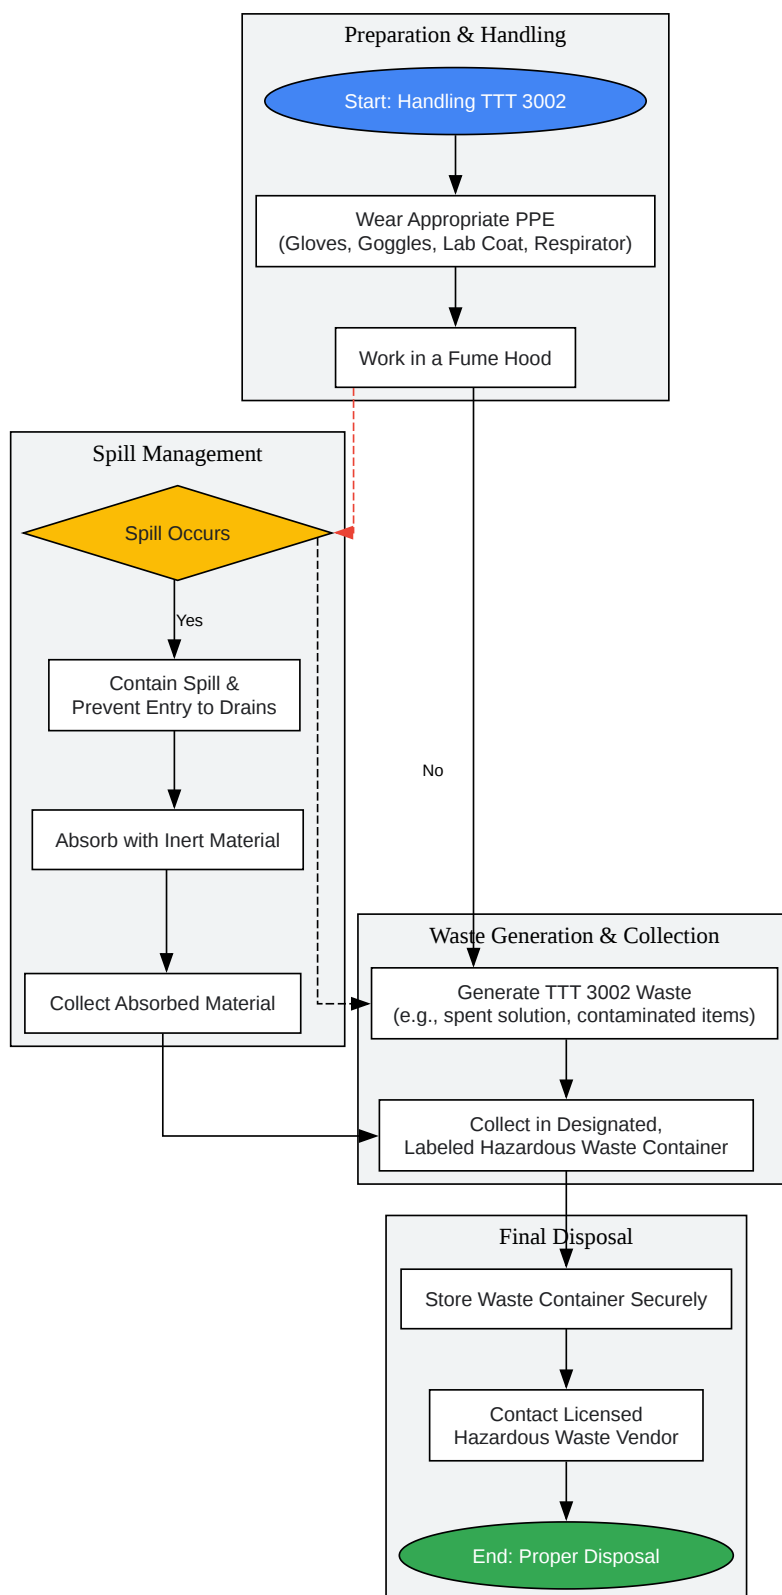 Preparation & Handling
Start: Handling TTT 3002
Wear Appropriate PPE
(Gloves, Goggles, Lab Coat, Respirator)
Work in a Fume Hood
Spill Management
Spill Occurs
Yes
Contain Spill &
Prevent Entry to Drains
No
Absorb with Inert Material
Collect Absorbed Material
Waste Generation & Collection
Generate TTT 3002 Waste
(e.g., spent solution, contaminated items)
Collect in Designated,
Labeled Hazardous Waste Container
Final Disposal
Store Waste Container Securely
Contact Licensed
Hazardous Waste Vendor
End: Proper Disposal